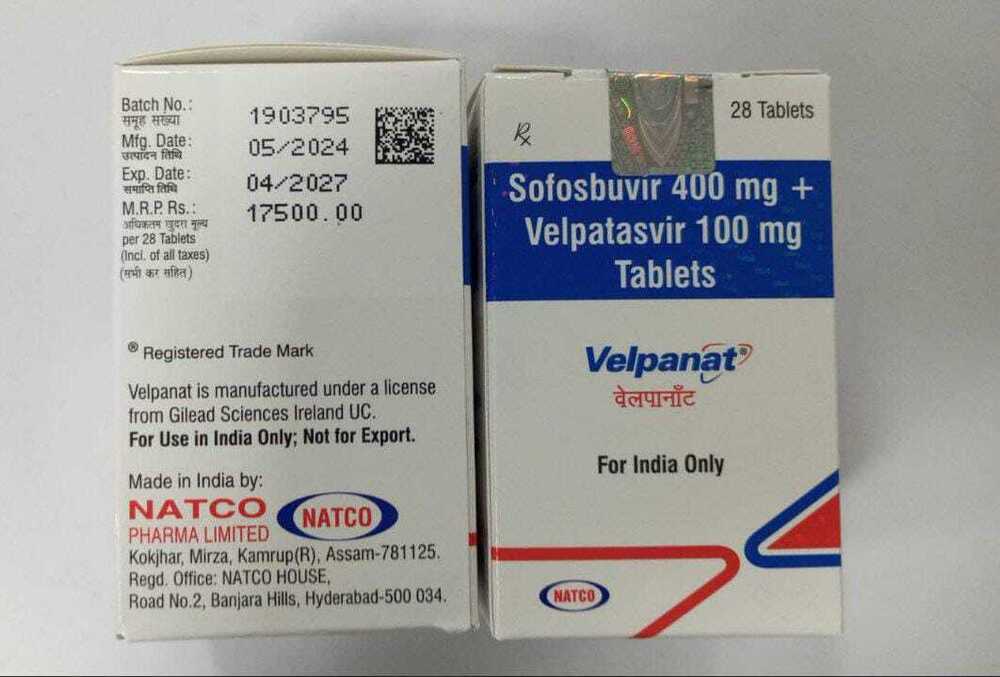 Batch No.: 1903795
समूह संख्या
Mfg. Date: 05/2024
उत्पादन तिथि
Exp. Date: 04/2027
समाप्ति तिथि
M.R.P. Rs.: 17500.00
अधिकतम खुदरा मूल्य
per 28 Tablets
(Incl. of all taxes)
(सभी कर सहित)
® Registered Trade Mark
Velpanat is manufactured under a license
from Gilead Sciences Ireland UC.
For Use in India Only; Not for Export.
Made in India by:
NATCO
PHARMA LIMITED
NATCO
Kokjhar, Mirza, Kamrup(R), Assam-781125.
Regd. Office: NATCO HOUSE,
Road No.2, Banjara Hills, Hyderabad-500 034.
Rx
28 Tablets
Sofosbuvir 400 mg +
Velpatasvir 100 mg
Tablets
Velpanat®
वेलपानाँट
For India Only
NATCO